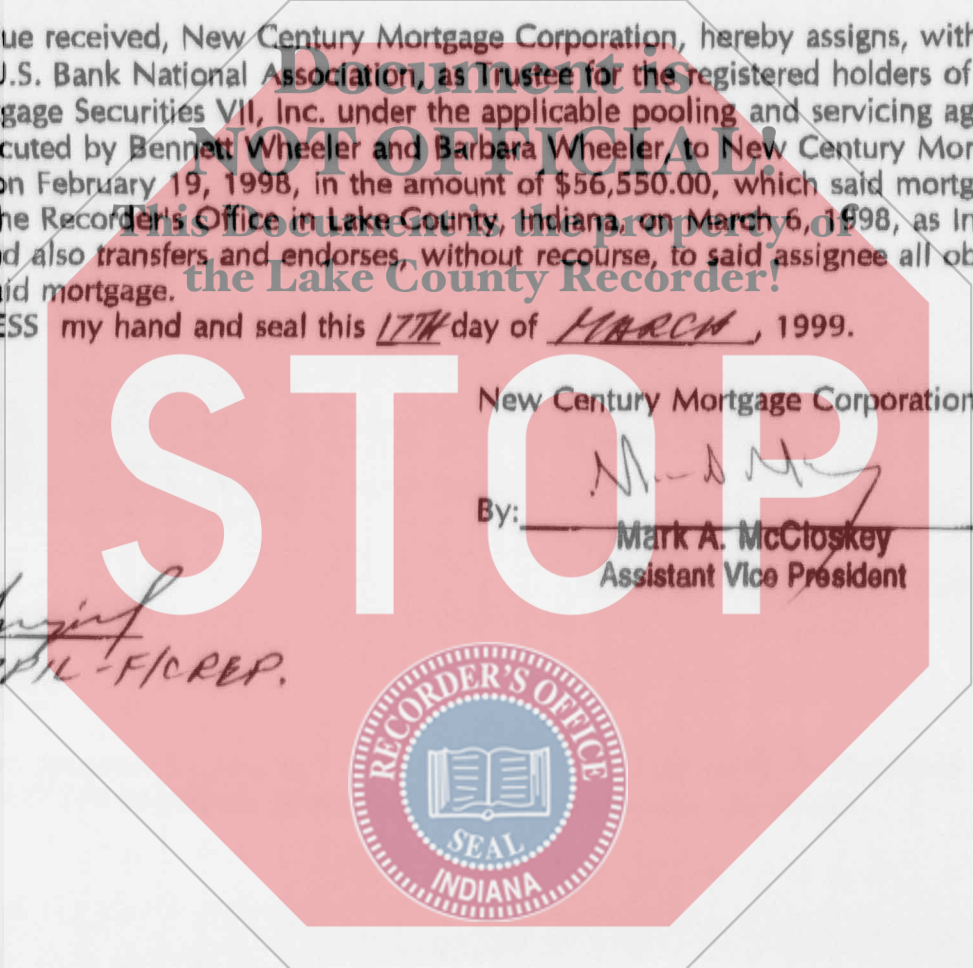 ue received, New Century Mortgage Corporation, hereby assigns, with
U.S. Bank National Association, as Trustee for the registered holders of
gage Securities VII, Inc. under the applicable pooling and servicing ag
cuted by Bennett Wheeler and Barbara Wheeler, to New Century Mor
on February 19, 1998, in the amount of $56,550.00, which said mortg
he Recorder's Office in Lake County, Indiana, on March 6, 1998, as In
d also transfers and endorses, without recourse, to said assignee all ob
id mortgage.
ESS my hand and seal this 17TH day of MARCH, 1999.
Document is
NOT OFFICIAL!
This Document is the property of
the Lake County Recorder!
STOP
New Century Mortgage Corporation
By:
Mark A. McCloskey
Assistant Vice President
-F/C REP.
RECORDER'S OFFICE
SEAL
INDIANA